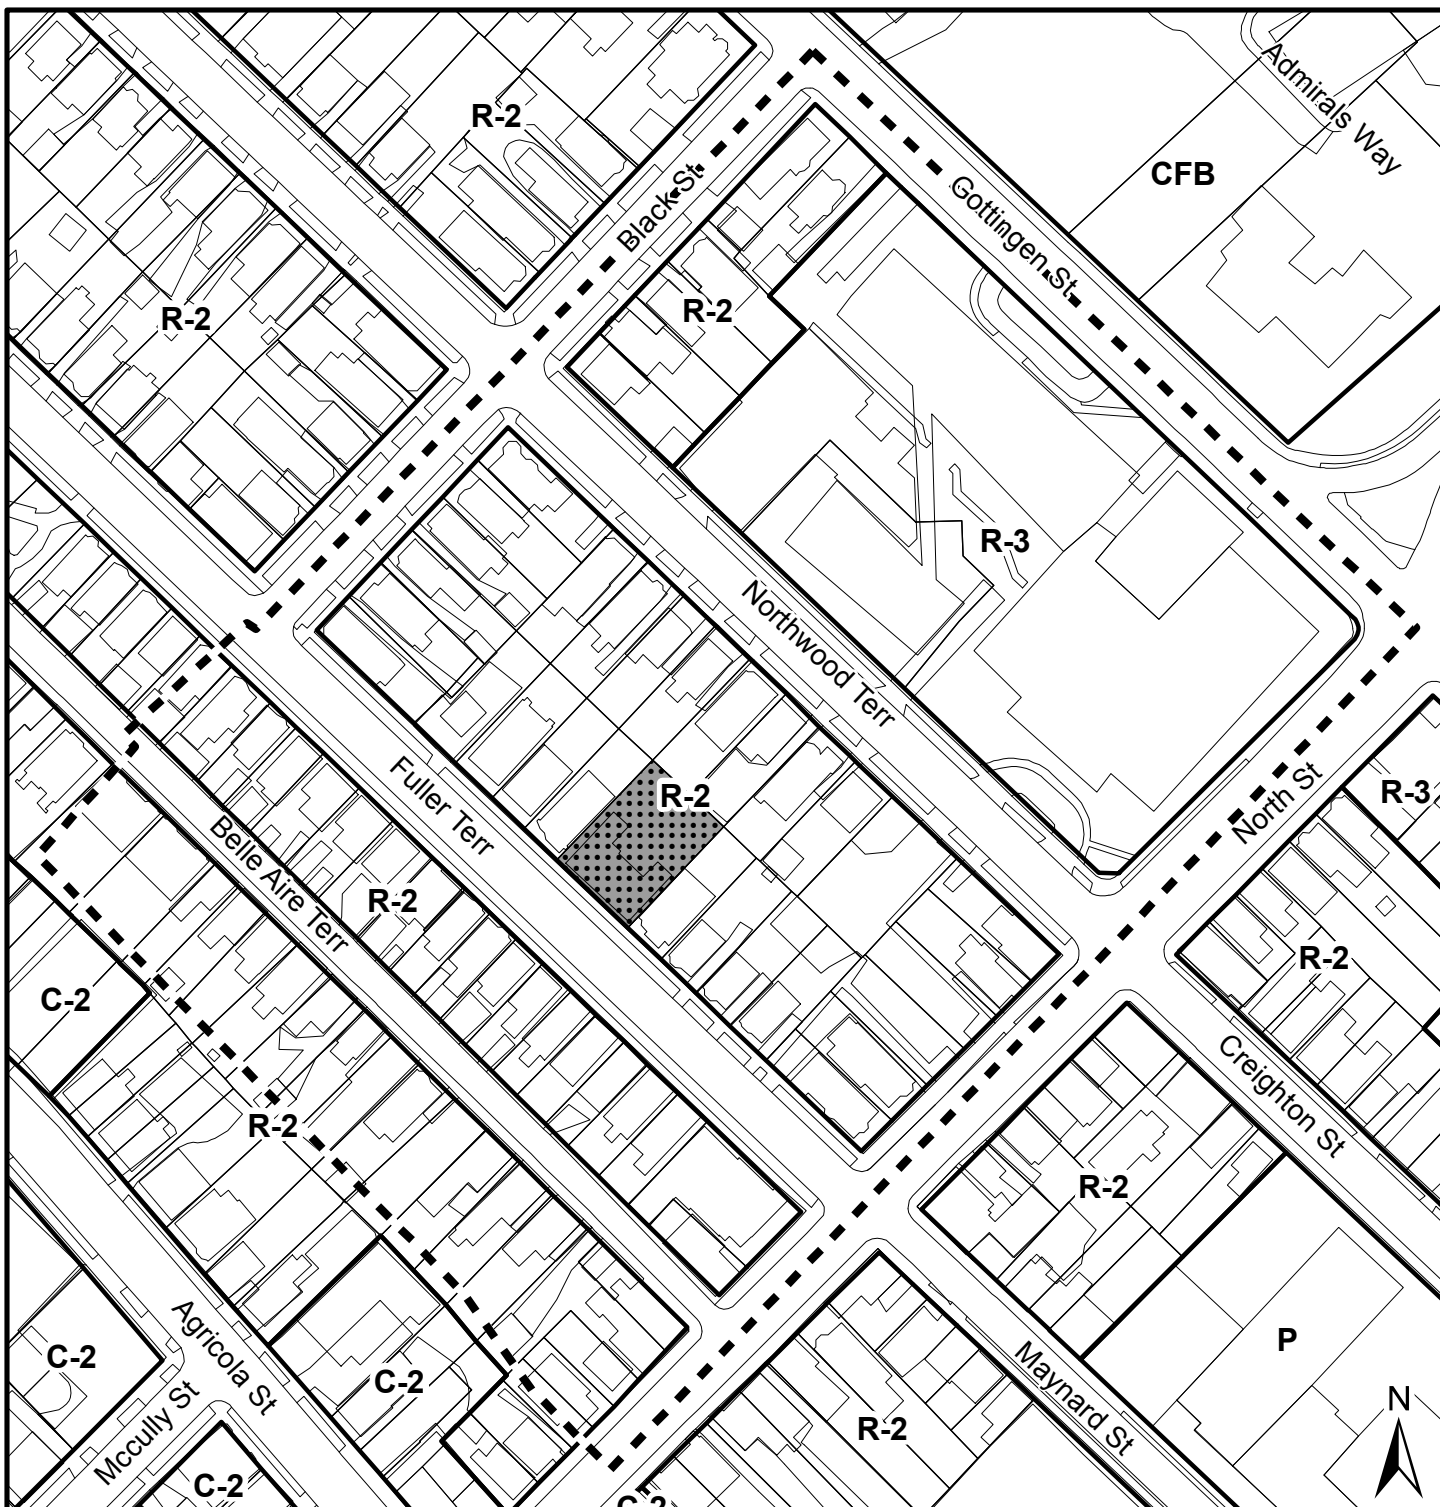 Admirals Way
R-2
CFB
Black St
Gottingen St
R-2
R-2
R-3
Northwood Terr
R-2
Fuller Terr
North St
R-3
Belle Aire Terr
R-2
R-2
C-2
Creighton St
R-2
R-2
Agricola St
P
C-2
C-2
Maynard St
Mccully St
R-2
N
C-2
C-2